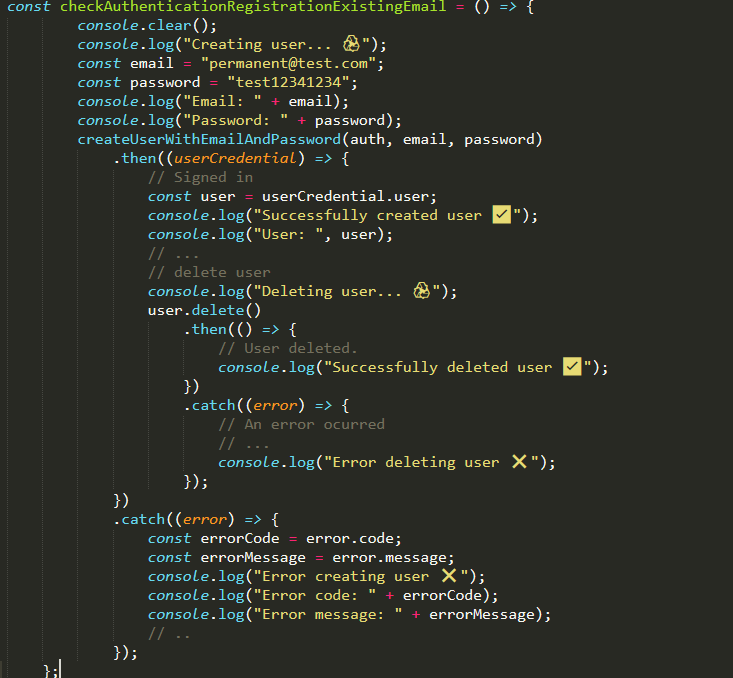 const checkAuthenticationRegistrationExistingEmail = () => {
console.clear();
console.log("Creating user... ♼");
const email = "permanent@test.com";
const password = "test12341234";
console.log("Email: " + email);
console.log("Password: " + password);
createUserWithEmailAndPassword(auth, email, password)
.then((userCredential) => {
// Signed in
const user = userCredential.user;
console.log("Successfully created user ✅");
console.log("User: ", user);
// ...
// delete user
console.log("Deleting user... ♼");
user.delete()
.then(() => {
// User deleted.
console.log("Successfully deleted user ✅");
})
.catch((error) => {
// An error ocurred
// ...
console.log("Error deleting user ❌");
});
})
.catch((error) => {
const errorCode = error.code;
const errorMessage = error.message;
console.log("Error creating user ❌");
console.log("Error code: " + errorCode);
console.log("Error message: " + errorMessage);
// ..
});
};